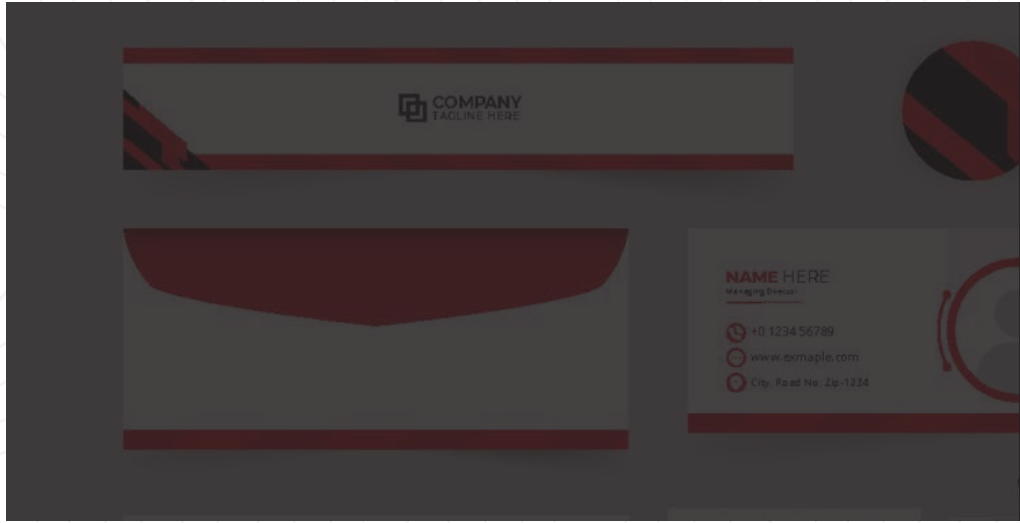 COMPANY
TAGLINE HERE
NAME HERE
Managing Director
+0 1234 56789
www.exmaple.com
City, Road No, Zip-1234